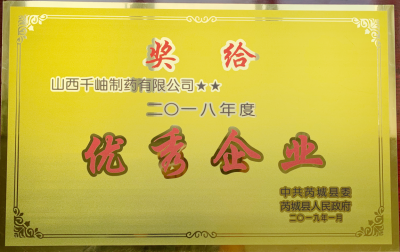 奖给
山西千岫制药有限公司★★
二〇一八年度
优秀企业
中共芮城县委
芮城县人民政府
二〇一九年一月